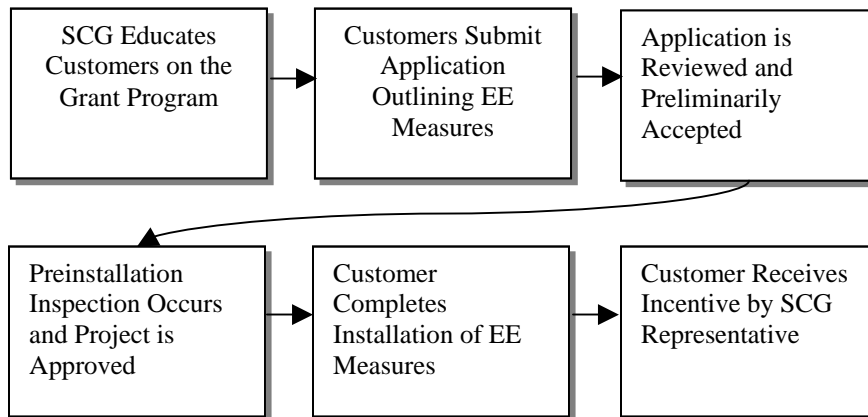 SCG Educates
Customers on the
Grant Program
Customers Submit
Application
Outlining EE
Measures
Application is
Reviewed and
Preliminarily
Accepted
Preinstallation
Inspection Occurs
and Project is
Approved
Customer
Completes
Installation of EE
Measures
Customer Receives
Incentive by SCG
Representative